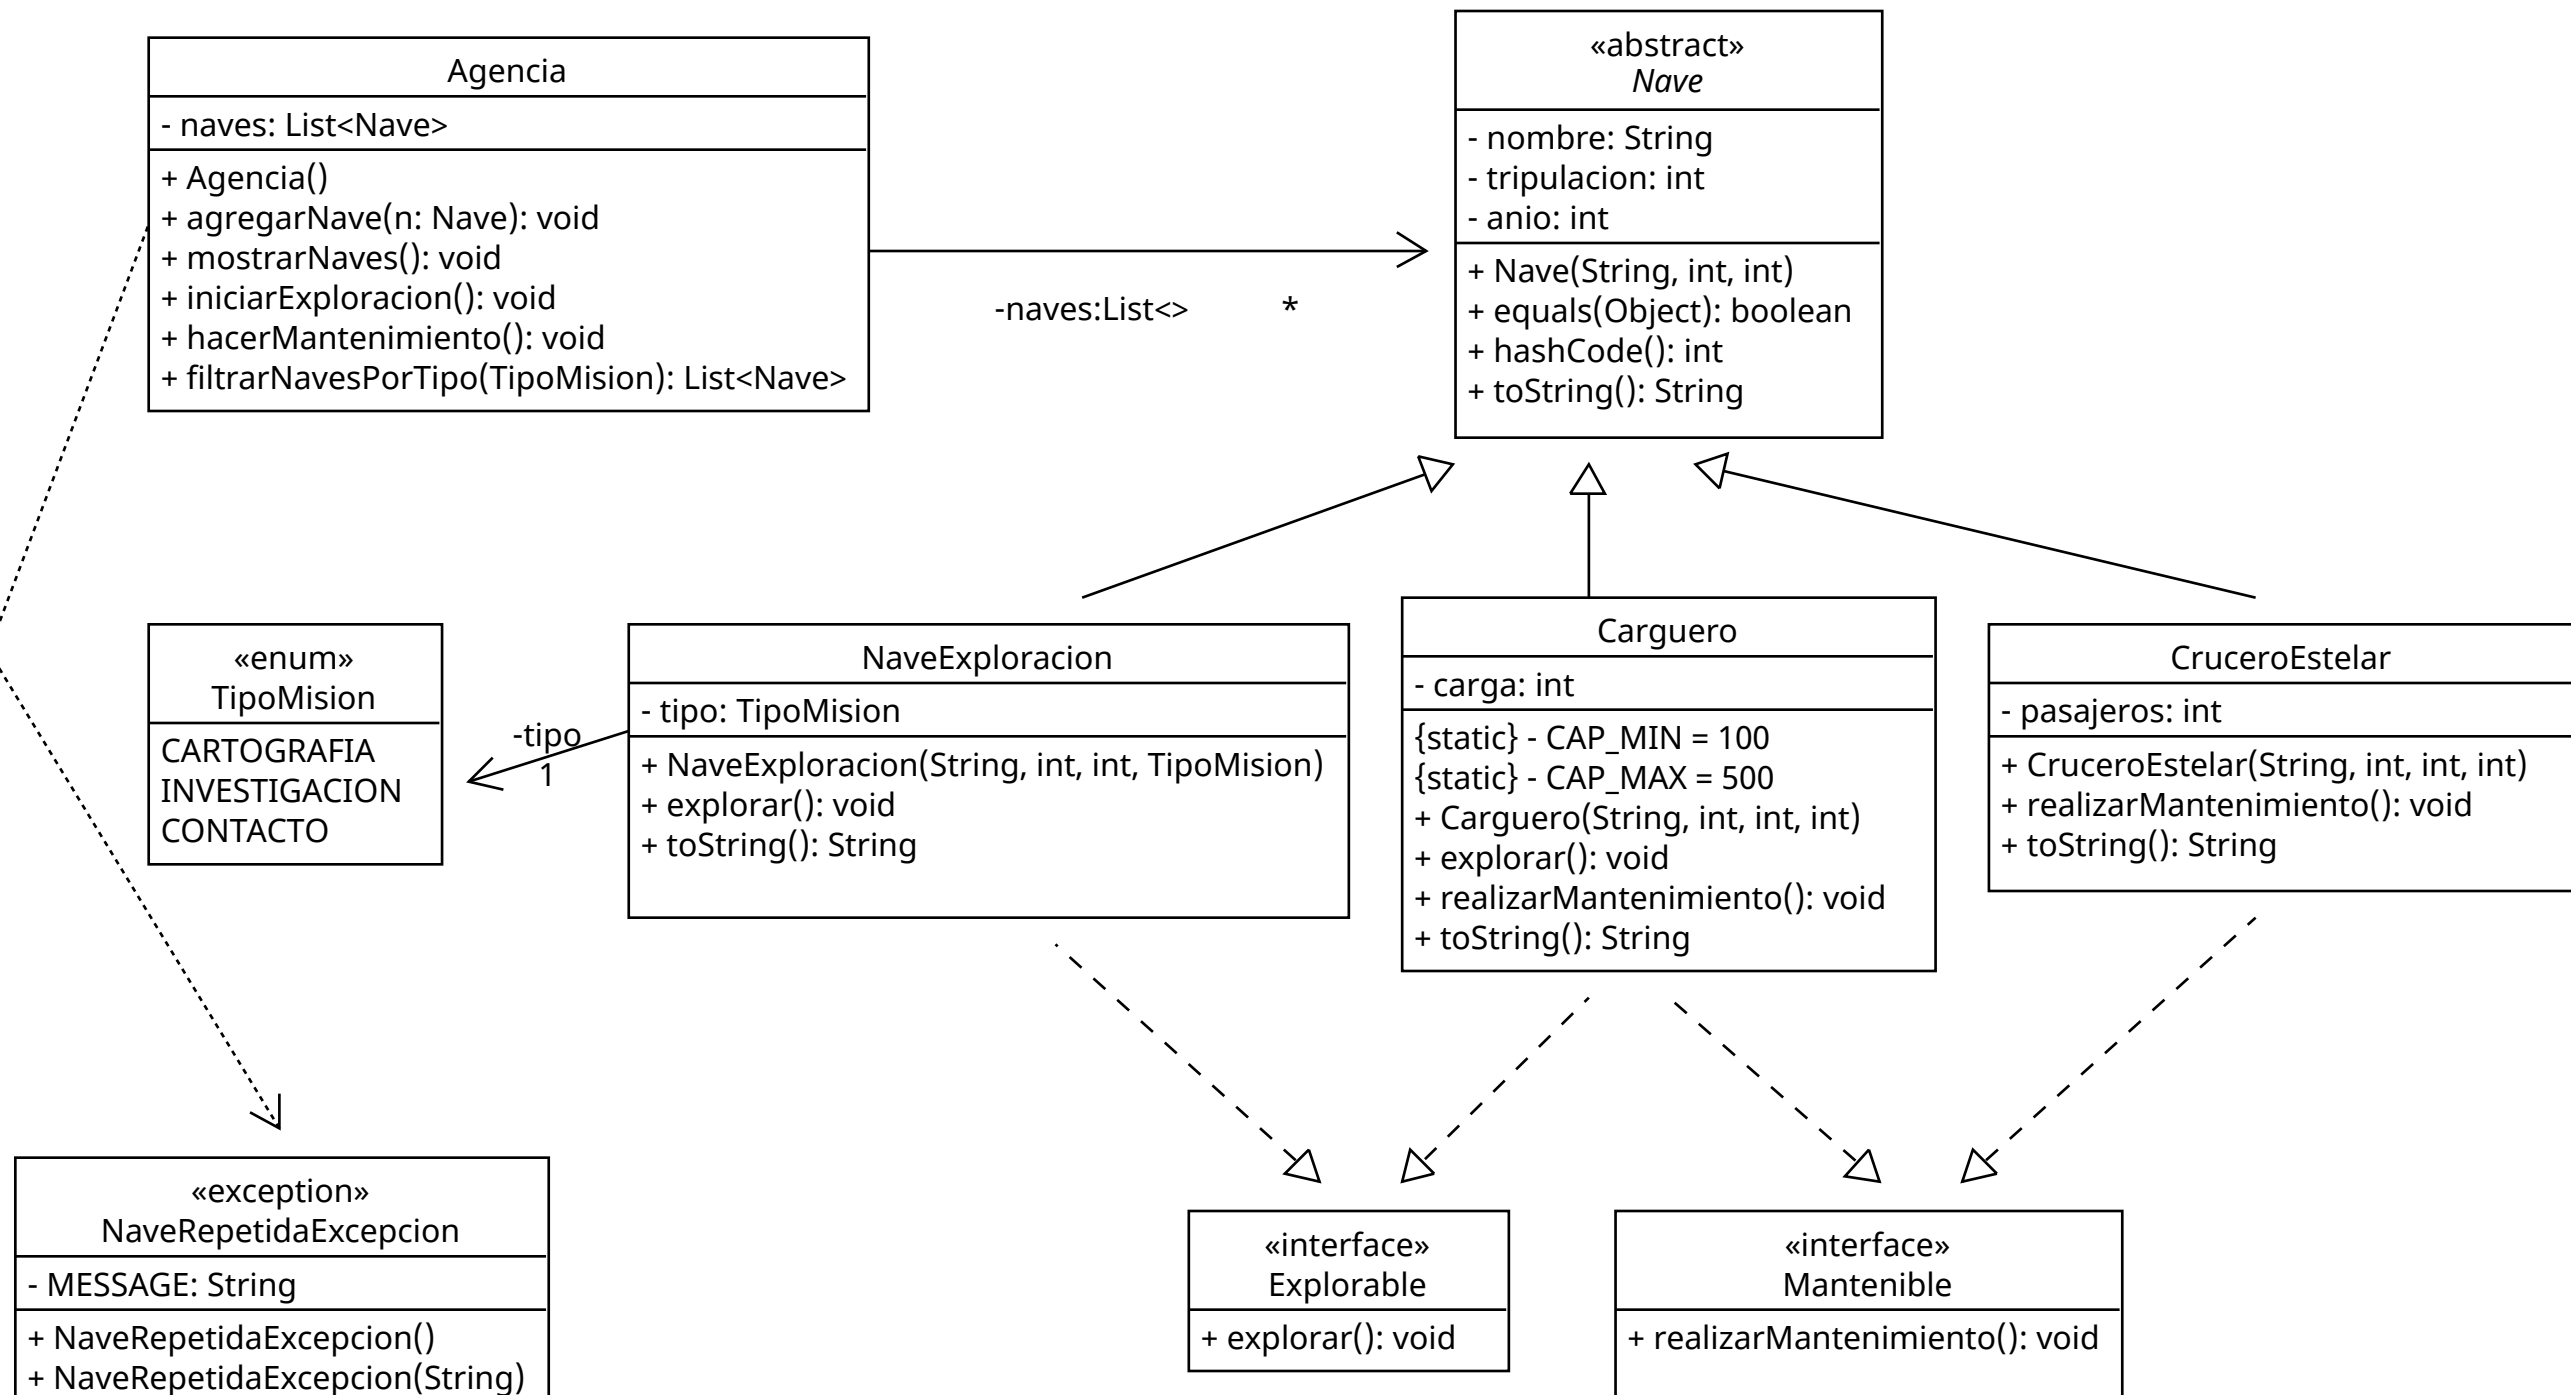 Agencia
- naves: List<Nave>
+ Agencia()
+ agregarNave(n: Nave): void
+ mostrarNaves(): void
+ iniciarExploracion(): void
+ hacerMantenimiento(): void
+ filtrarNavesPorTipo(TipoMision): List<Nave>
-naves:List<>
*
«abstract»
Nave
- nombre: String
- tripulacion: int
- anio: int
+ Nave(String, int, int)
+ equals(Object): boolean
+ hashCode(): int
+ toString(): String
«enum»
TipoMision
CARTOGRAFIA
INVESTIGACION
CONTACTO
-tipo
1
NaveExploracion
- tipo: TipoMision
+ NaveExploracion(String, int, int, TipoMision)
+ explorar(): void
+ toString(): String
Carguero
- carga: int
{static} - CAP_MIN = 100
{static} - CAP_MAX = 500
+ Carguero(String, int, int, int)
+ explorar(): void
+ realizarMantenimiento(): void
+ toString(): String
CruceroEstelar
- pasajeros: int
+ CruceroEstelar(String, int, int, int)
+ realizarMantenimiento(): void
+ toString(): String
«exception»
NaveRepetidaExcepcion
- MESSAGE: String
+ NaveRepetidaExcepcion()
+ NaveRepetidaExcepcion(String)
«interface»
Explorable
+ explorar(): void
«interface»
Mantenible
+ realizarMantenimiento(): void